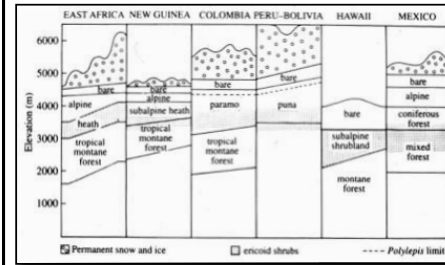 EAST AFRICA NEW GUINEA COLOMBIA PERU-BOLIVIA HAWAII MEXICO
Elevation (m)
6000
5000
4000
3000
2000
1000
bare
alpine
heath
tropical
montane
forest
bare
alpine
subalpine heath
tropical
montane
forest
bare
paramo
tropical
montane
forest
bare
puna
bare
subalpine
shrubland
montane
forest
bare
alpine
coniferous
forest
mixed
forest
Permanent snow and ice ericoid shrubs Polylepis limit